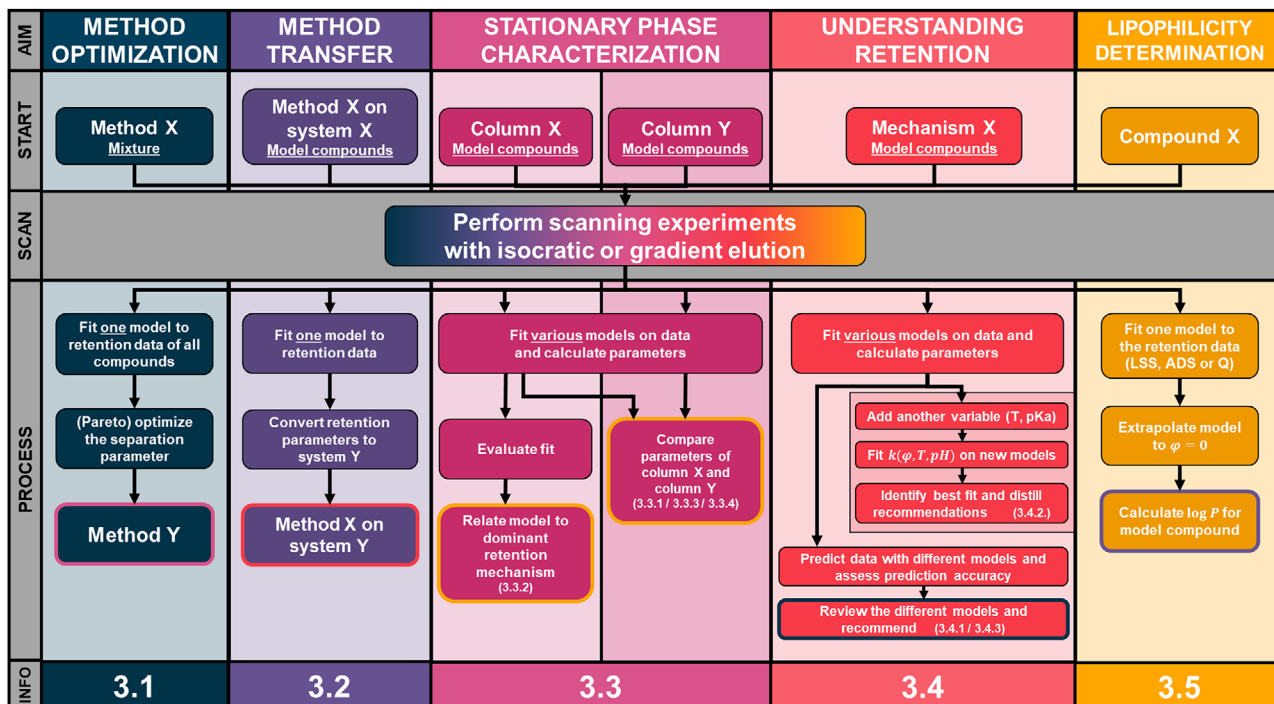 AIM
METHOD
OPTIMIZATION
METHOD
TRANSFER
STATIONARY PHASE
CHARACTERIZATION
UNDERSTANDING
RETENTION
LIPOPHILICITY
DETERMINATION
START
Method X
Mixture
Method X on
system X
Model compounds
Column X
Model compounds
Column Y
Model compounds
Mechanism X
Model compounds
Compound X
SCAN
Perform scanning experiments
with isocratic or gradient elution
PROCESS
Fit one model to
retention data of all
compounds
(Pareto) optimize
the separation
parameter
Method Y
Fit one model to
retention data
Convert retention
parameters to
system Y
Method X on
system Y
Fit various models on data
and calculate parameters
Evaluate fit
Relate model to
dominant
retention
mechanism
(3.3.2)
Compare
parameters of
column X and
column Y
(3.3.1 / 3.3.3 / 3.3.4)
Fit various models on data and
calculate parameters
Add another variable (T, pKa)
Fit k(φ, T, pH) on new models
Identify best fit and distill
recommendations (3.4.2.)
Predict data with different models and
assess prediction accuracy
Review the different models and
recommend (3.4.1 / 3.4.3)
Fit one model to
the retention data
(LSS, ADS or Q)
Extrapolate model
to φ = 0
Calculate log P for
model compound
INFO
3.1
3.2
3.3
3.4
3.5